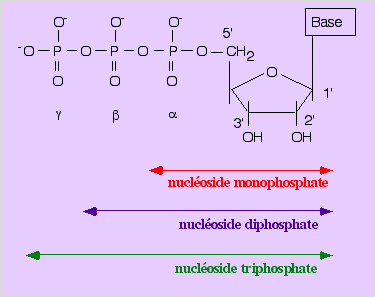 O⁻ O⁻ O⁻ 5' Base
⁻O P O P O P O CH₂
O O O O
γ β α 1'
3' 2'
OH OH
nucléoside monophosphate
nucléoside diphosphate
nucléoside triphosphate